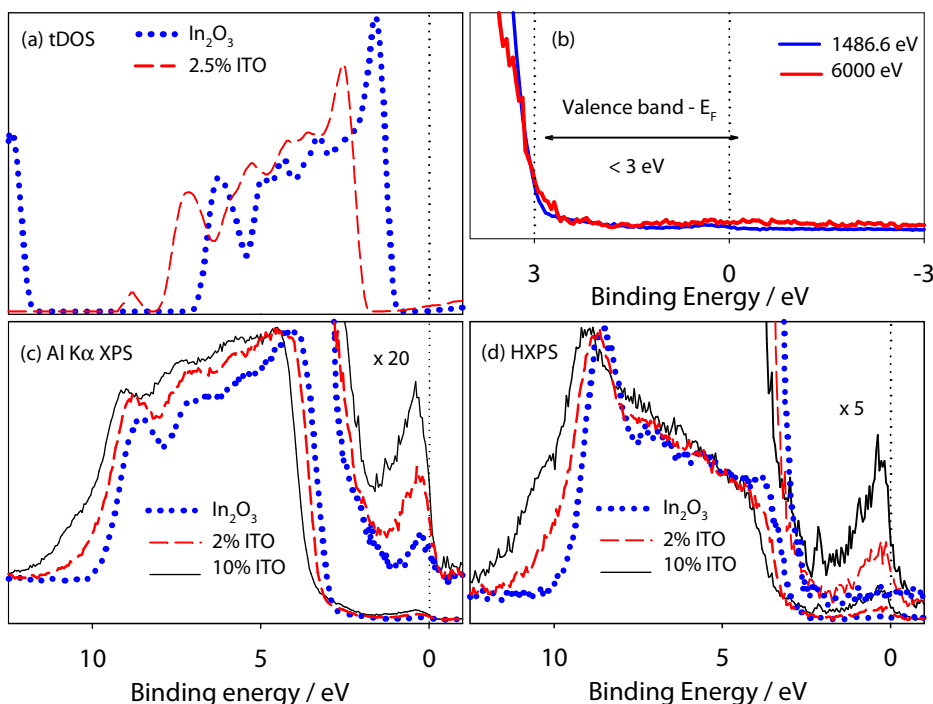 (a) tDOS
In₂O₃
2.5% ITO
(b)
1486.6 eV
6000 eV
Valence band - E_F
< 3 eV
3
0
-3
Binding Energy / eV
(c) Al Kα XPS
x 20
In₂O₃
2% ITO
10% ITO
10
5
0
Binding energy / eV
(d) HXPS
x 5
In₂O₃
2% ITO
10% ITO
10
5
0
Binding Energy / eV